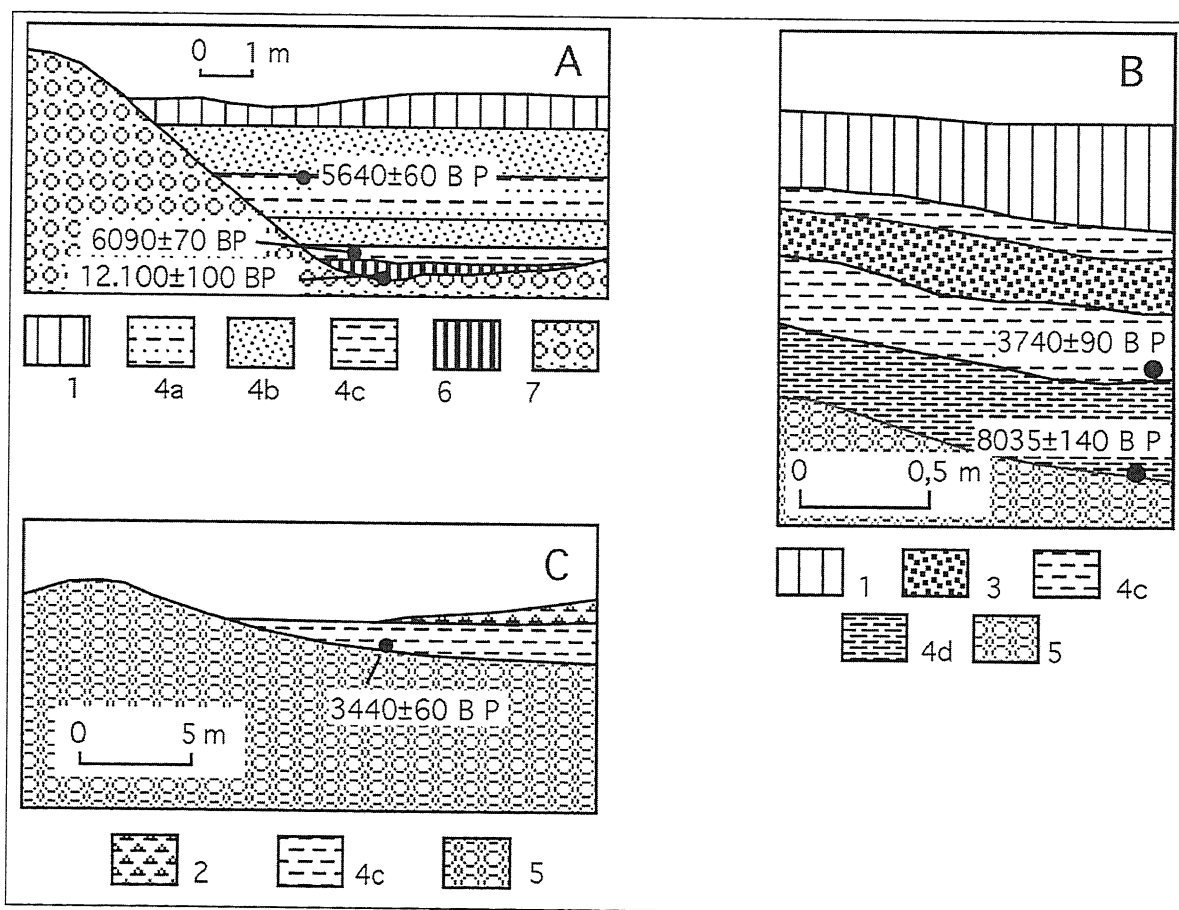 0 1 m
A
5640±60 B P
6090±70 BP
12.100±100 BP
1 4a 4b 4c 6 7
B
3740±90 B P
8035±140 B P
0 0,5 m
1 3 4c
4d 5
C
3440±60 B P
0 5 m
2 4c 5